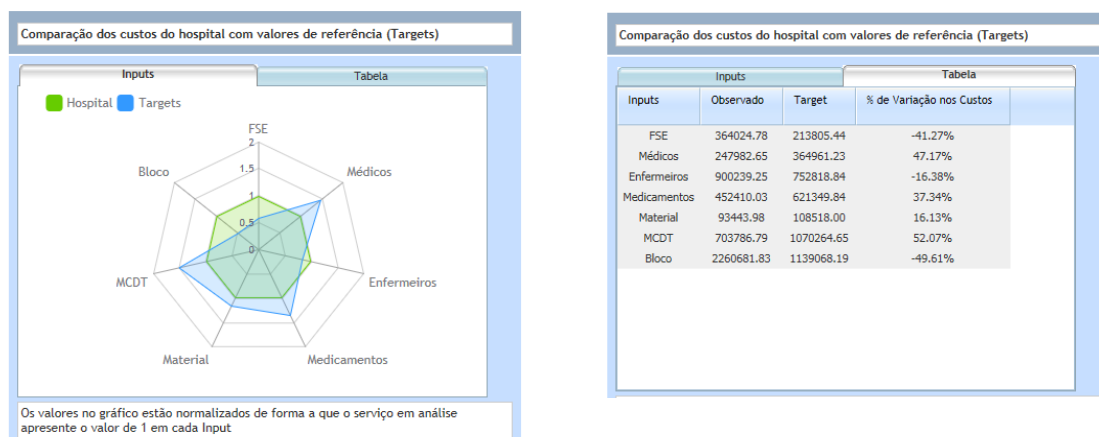 Comparação dos custos do hospital com valores de referência (Targets)
Inputs Tabela
Hospital Targets
FSE
2
Bloco 1.5 Médicos
1
0.5
0
MCDT Enfermeiros
Material Medicamentos
Os valores no gráfico estão normalizados de forma a que o serviço em análise
apresente o valor de 1 em cada Input
Comparação dos custos do hospital com valores de referência (Targets)
Inputs Tabela
Inputs Observado Target % de Variação nos Custos
FSE 364024.78 213805.44 -41.27%
Médicos 247982.65 364961.23 47.17%
Enfermeiros 900239.25 752818.84 -16.38%
Medicamentos 452410.03 621349.84 37.34%
Material 93443.98 108518.00 16.13%
MCDT 703786.79 1070264.65 52.07%
Bloco 2260681.83 1139068.19 -49.61%